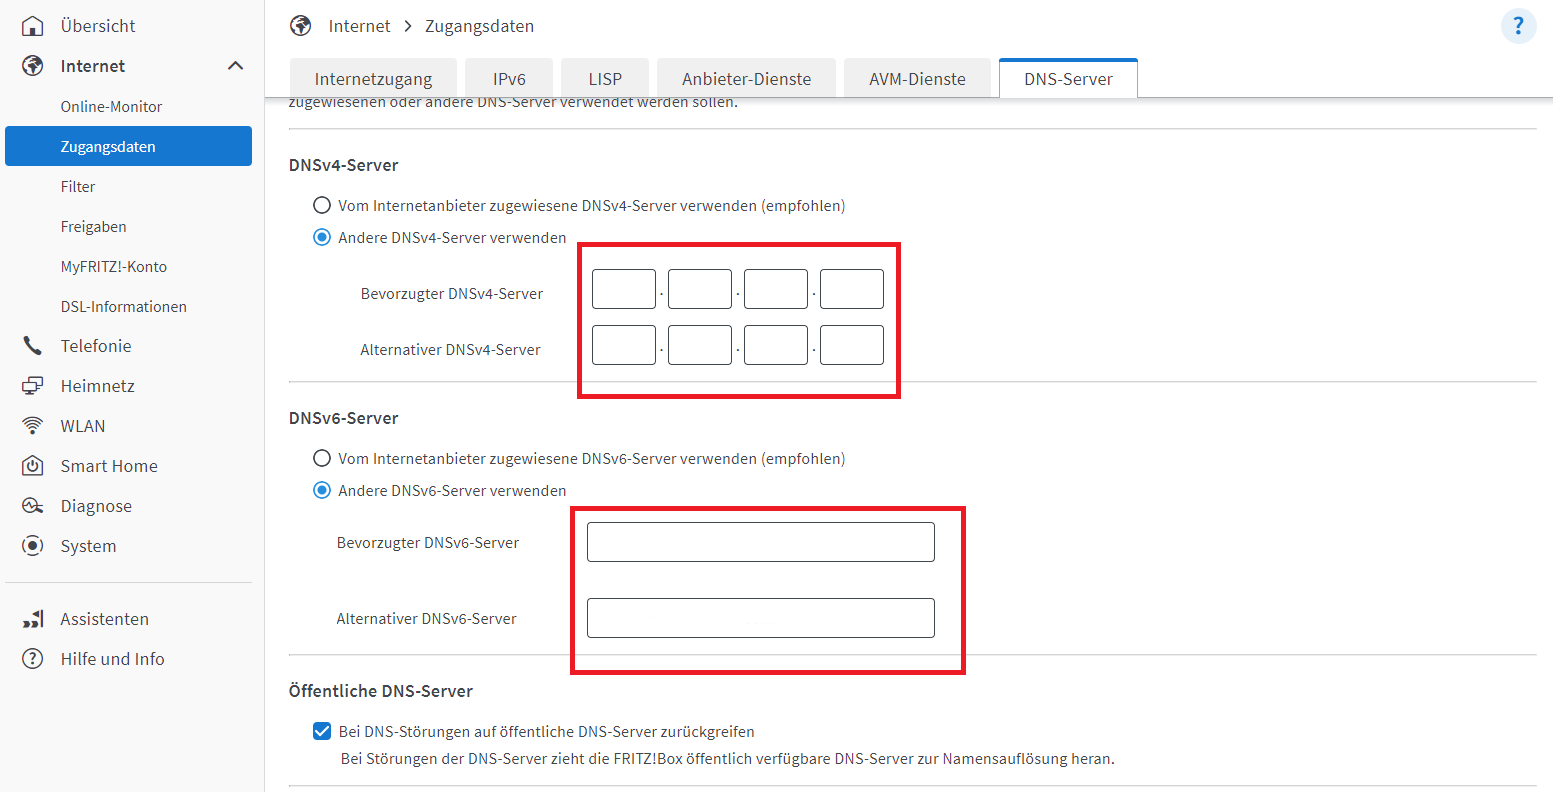 Übersicht
Internet
Online-Monitor
Zugangsdaten
Filter
Freigaben
MyFRITZ!-Konto
DSL-Informationen
Telefonie
Heimnetz
WLAN
Smart Home
Diagnose
System
Assistenten
Hilfe und Info
Internet > Zugangsdaten
?
Internetzugang IPv6 LISP Anbieter-Dienste AVM-Dienste DNS-Server
zugewiesenen oder andere DNS-Server verwendet werden sollen.
DNSv4-Server
Vom Internetanbieter zugewiesene DNSv4-Server verwenden (empfohlen)
Andere DNSv4-Server verwenden
Bevorzugter DNSv4-Server . . .
Alternativer DNSv4-Server . . .
DNSv6-Server
Vom Internetanbieter zugewiesene DNSv6-Server verwenden (empfohlen)
Andere DNSv6-Server verwenden
Bevorzugter DNSv6-Server
Alternativer DNSv6-Server
Öffentliche DNS-Server
Bei DNS-Störungen auf öffentliche DNS-Server zurückgreifen
Bei Störungen der DNS-Server zieht die FRITZ!Box öffentlich verfügbare DNS-Server zur Namensauflösung heran.